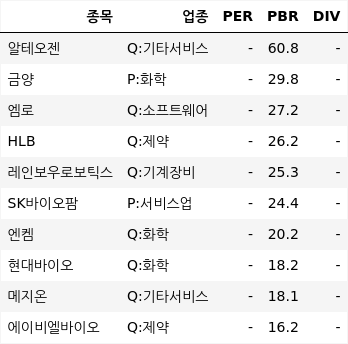 종목 업종 PER PBR DIV
알테오젠 Q:기타서비스 - 60.8 -
금양 P:화학 - 29.8 -
엠로 Q:소프트웨어 - 27.2 -
HLB Q:제약 - 26.2 -
레인보우로보틱스 Q:기계장비 - 25.3 -
SK바이오팜 P:서비스업 - 24.4 -
엔켐 Q:화학 - 20.2 -
현대바이오 Q:화학 - 18.2 -
메지온 Q:기타서비스 - 18.1 -
에이비엘바이오 Q:제약 - 16.2 -